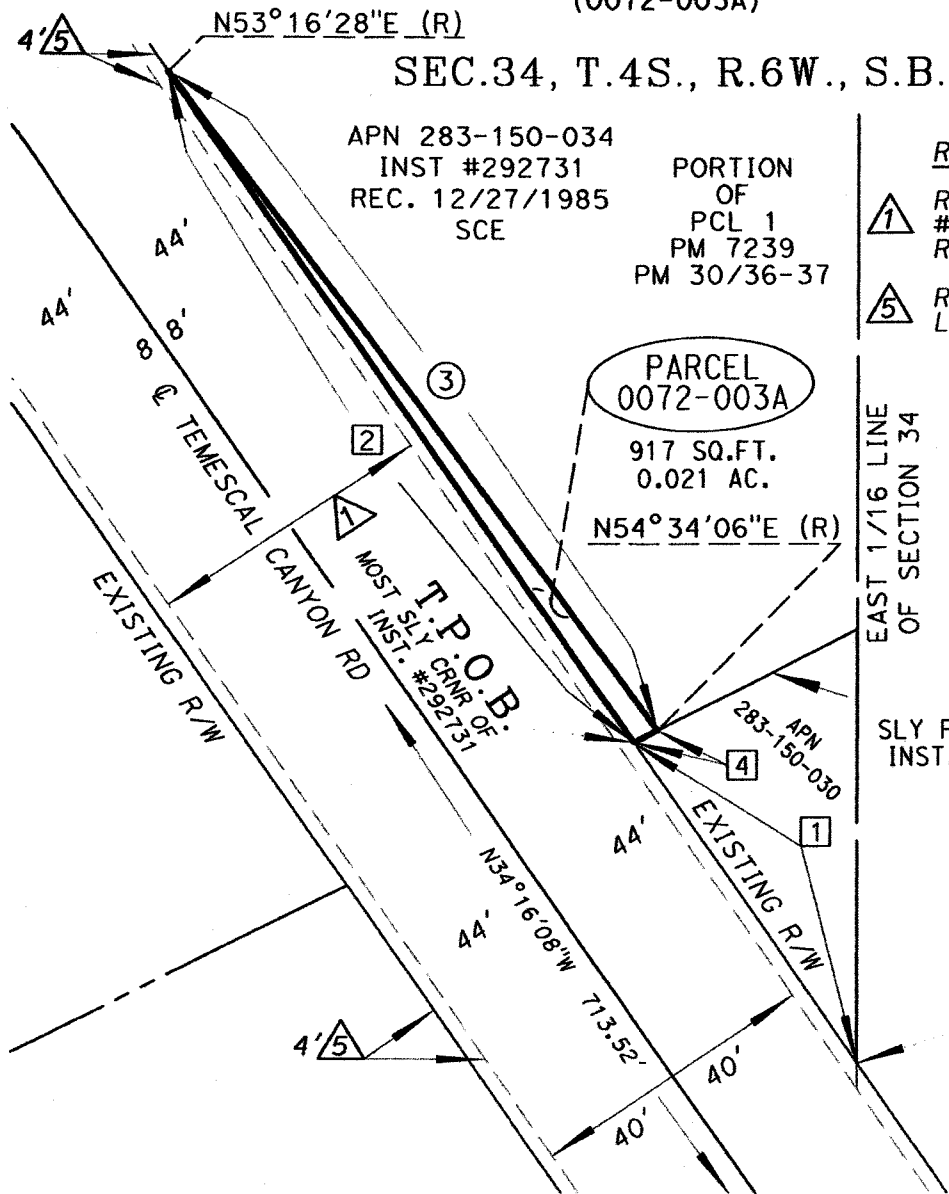 (0072-003A)
4' 5
N53°16'28"E (R)
SEC.34, T.4S., R.6W., S.B.
APN 283-150-034
INST #292731
REC. 12/27/1985
SCE
PORTION
OF
PCL 1
PM 7239
PM 30/36-37
R
1
R
#
R
5
R
L
44'
44'
8 8'
℄ TEMESCAL
CANYON RD
3
PARCEL
0072-003A
917 SQ.FT.
0.021 AC.
2
1
N54°34'06"E (R)
EAST 1/16 LINE
OF SECTION 34
EXISTING R/W
T.P.O.B.
MOST SLY CRNR OF
INST. #292731
APN
283-150-030
SLY
INST.
4
1
44'
EXISTING R/W
N34°16'08"W 713.52'
44'
4' 5
40'
40'